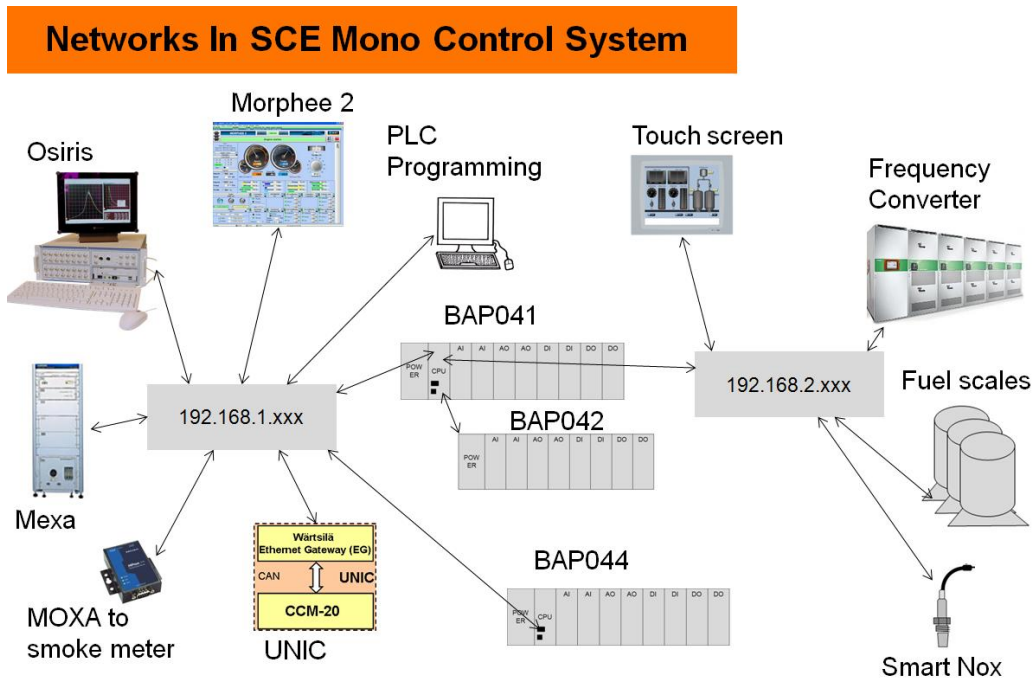 Networks In SCE Mono Control System
Morphee 2
Osiris
PLC
Programming
Touch screen
Frequency
Converter
BAP041
POW
ER
CPU
AI
AI
AO
AO
DI
DI
DO
DO
192.168.1.xxx
192.168.2.xxx
Fuel scales
BAP042
POW
ER
AI
AI
AO
AO
DI
DI
DO
DO
Mexa
Wärtsilä
Ethernet Gateway (EG)
CAN
UNIC
CCM-20
UNIC
MOXA to
smoke meter
BAP044
POW
ER
CPU
AI
AI
AO
AO
DI
DI
DO
DO
Smart Nox